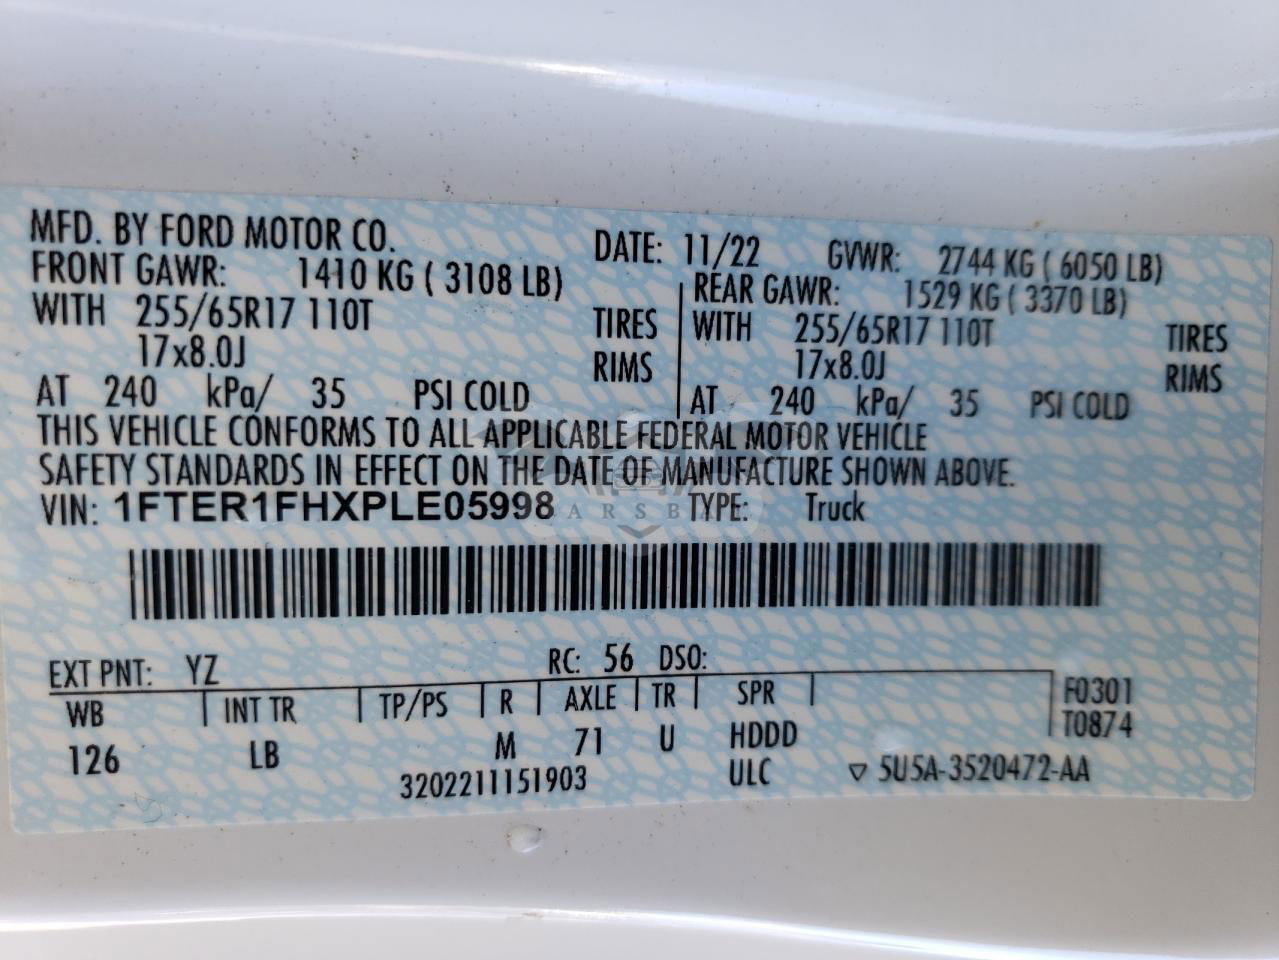 MFD. BY FORD MOTOR CO. DATE: 11/22 GVWR: 2744 KG ( 6050 LB)
FRONT GAWR: 1410 KG ( 3108 LB) REAR GAWR: 1529 KG ( 3370 LB)
WITH 255/65R17 110T TIRES WITH 255/65R17 110T TIRES
17x8.0J RIMS 17x8.0J RIMS
AT 240 kPa/ 35 PSI COLD AT 240 kPa/ 35 PSI COLD
THIS VEHICLE CONFORMS TO ALL APPLICABLE FEDERAL MOTOR VEHICLE
SAFETY STANDARDS IN EFFECT ON THE DATE OF MANUFACTURE SHOWN ABOVE.
VIN: 1FTER1FHXPLE05998 TYPE: Truck
EXT PNT: YZ RC: 56 DSO:
WB INT TR TP/PS R AXLE TR SPR F0301
T0874
126 LB M 71 U HDDD
3202211151903 ULC ▽ 5U5A-3520472-AA